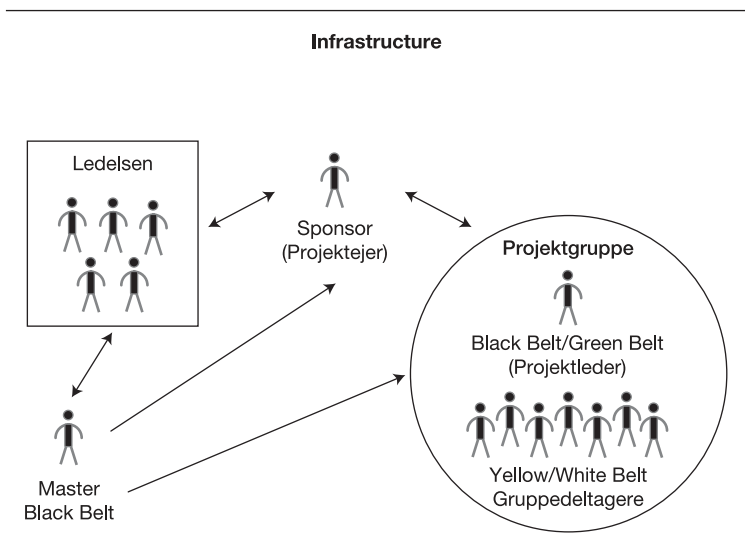 Infrastructure
Ledelsen
Sponsor
(Projektejer)
Projektgruppe
Black Belt/Green Belt
(Projektleder)
Yellow/White Belt
Gruppedeltagere
Master
Black Belt